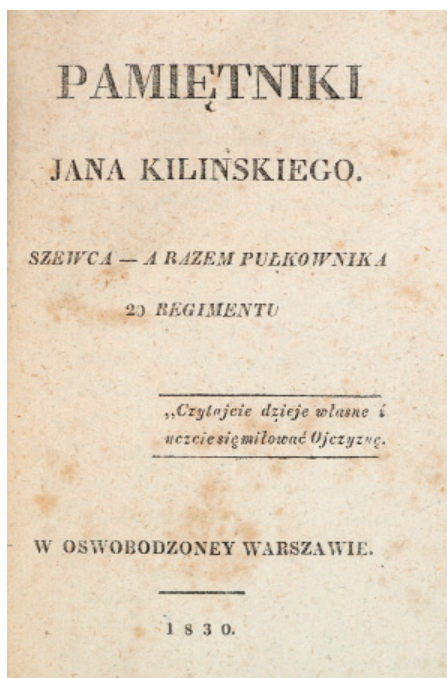 PAMIĘTNIKI
JANA KILIŃSKIEGO.
SZEWCA — A RAZEM PUŁKOWNIKA
20 REGIMENTU
„Czytajcie dzieje własne i
uczcie się miłować Ojczyznę.
W OSWOBODZONEY WARSZAWIE.
1830.